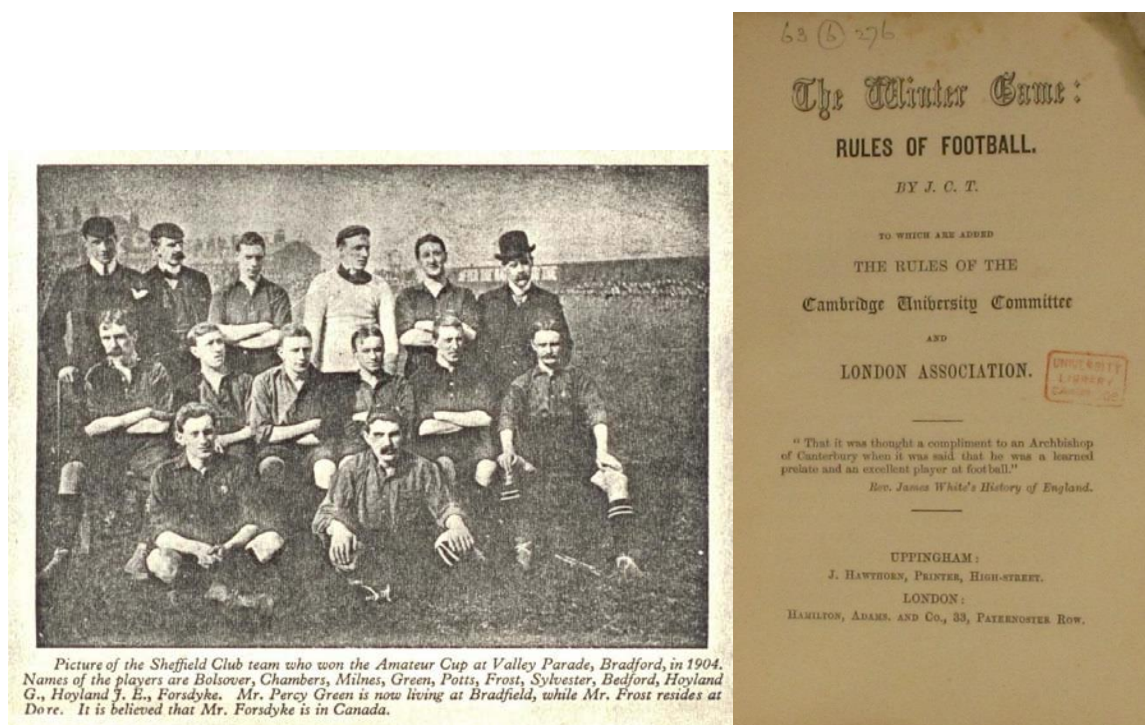 Picture of the Sheffield Club team who won the Amateur Cup at Valley Parade, Bradford, in 1904.
Names of the players are Bolsover, Chambers, Milnes, Green, Potts, Frost, Sylvester, Bedford, Hoyland
G., Hoyland J. E., Forsdyke. Mr. Percy Green is now living at Bradfield, while Mr. Frost resides at
Dore. It is believed that Mr. Forsdyke is in Canada.
63 (6) 276
The Winter Game:
RULES OF FOOTBALL.
BY J. C. T.
TO WHICH ARE ADDED
THE RULES OF THE
Cambridge University Committee
AND
LONDON ASSOCIATION.
UNIVERSITY
LIBRARY
"That it was thought a compliment to an Archbishop
of Canterbury when it was said that he was a learned
prelate and an excellent player at football."
Rev. James White's History of England.
UPPINGHAM:
J. HAWTHORN, PRINTER, HIGH-STREET.
LONDON:
HAMILTON, ADAMS. AND CO., 33, PATERNOSTER ROW.